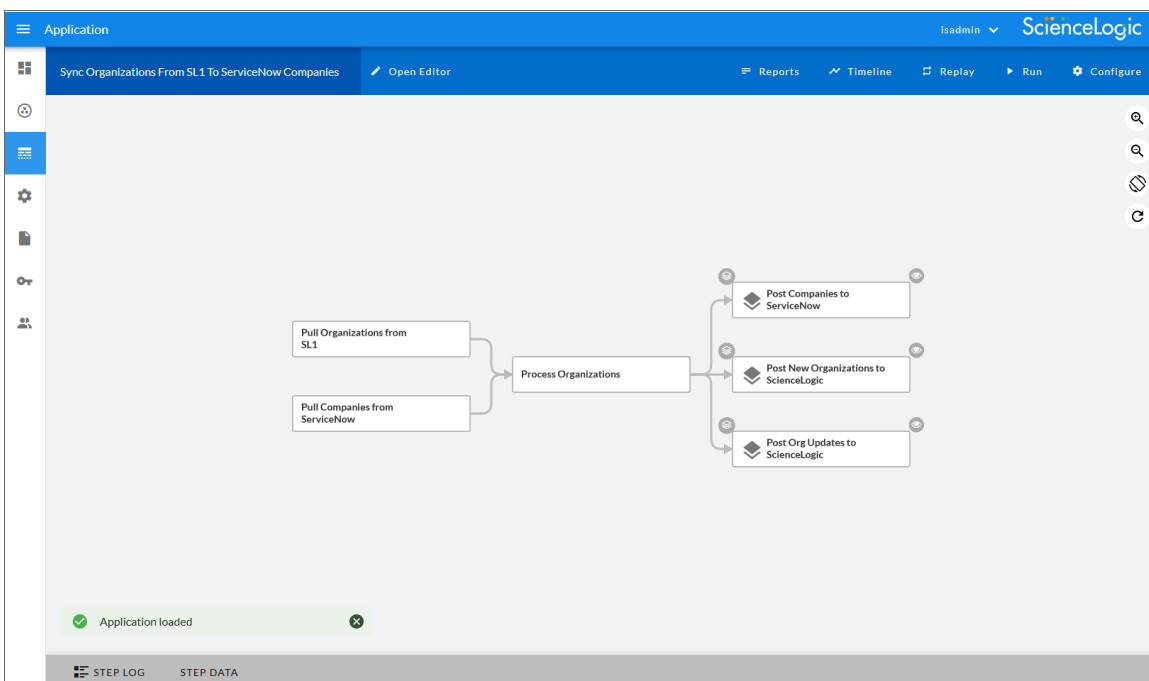 Application
isadmin
ScienceLogic
Sync Organizations From SL1 To ServiceNow Companies
Open Editor
Reports
Timeline
Replay
Run
Configure
Pull Organizations from
SL1
Pull Companies from
ServiceNow
Process Organizations
Post Companies to
ServiceNow
Post New Organizations to
ScienceLogic
Post Org Updates to
ScienceLogic
Application loaded
STEP LOG
STEP DATA